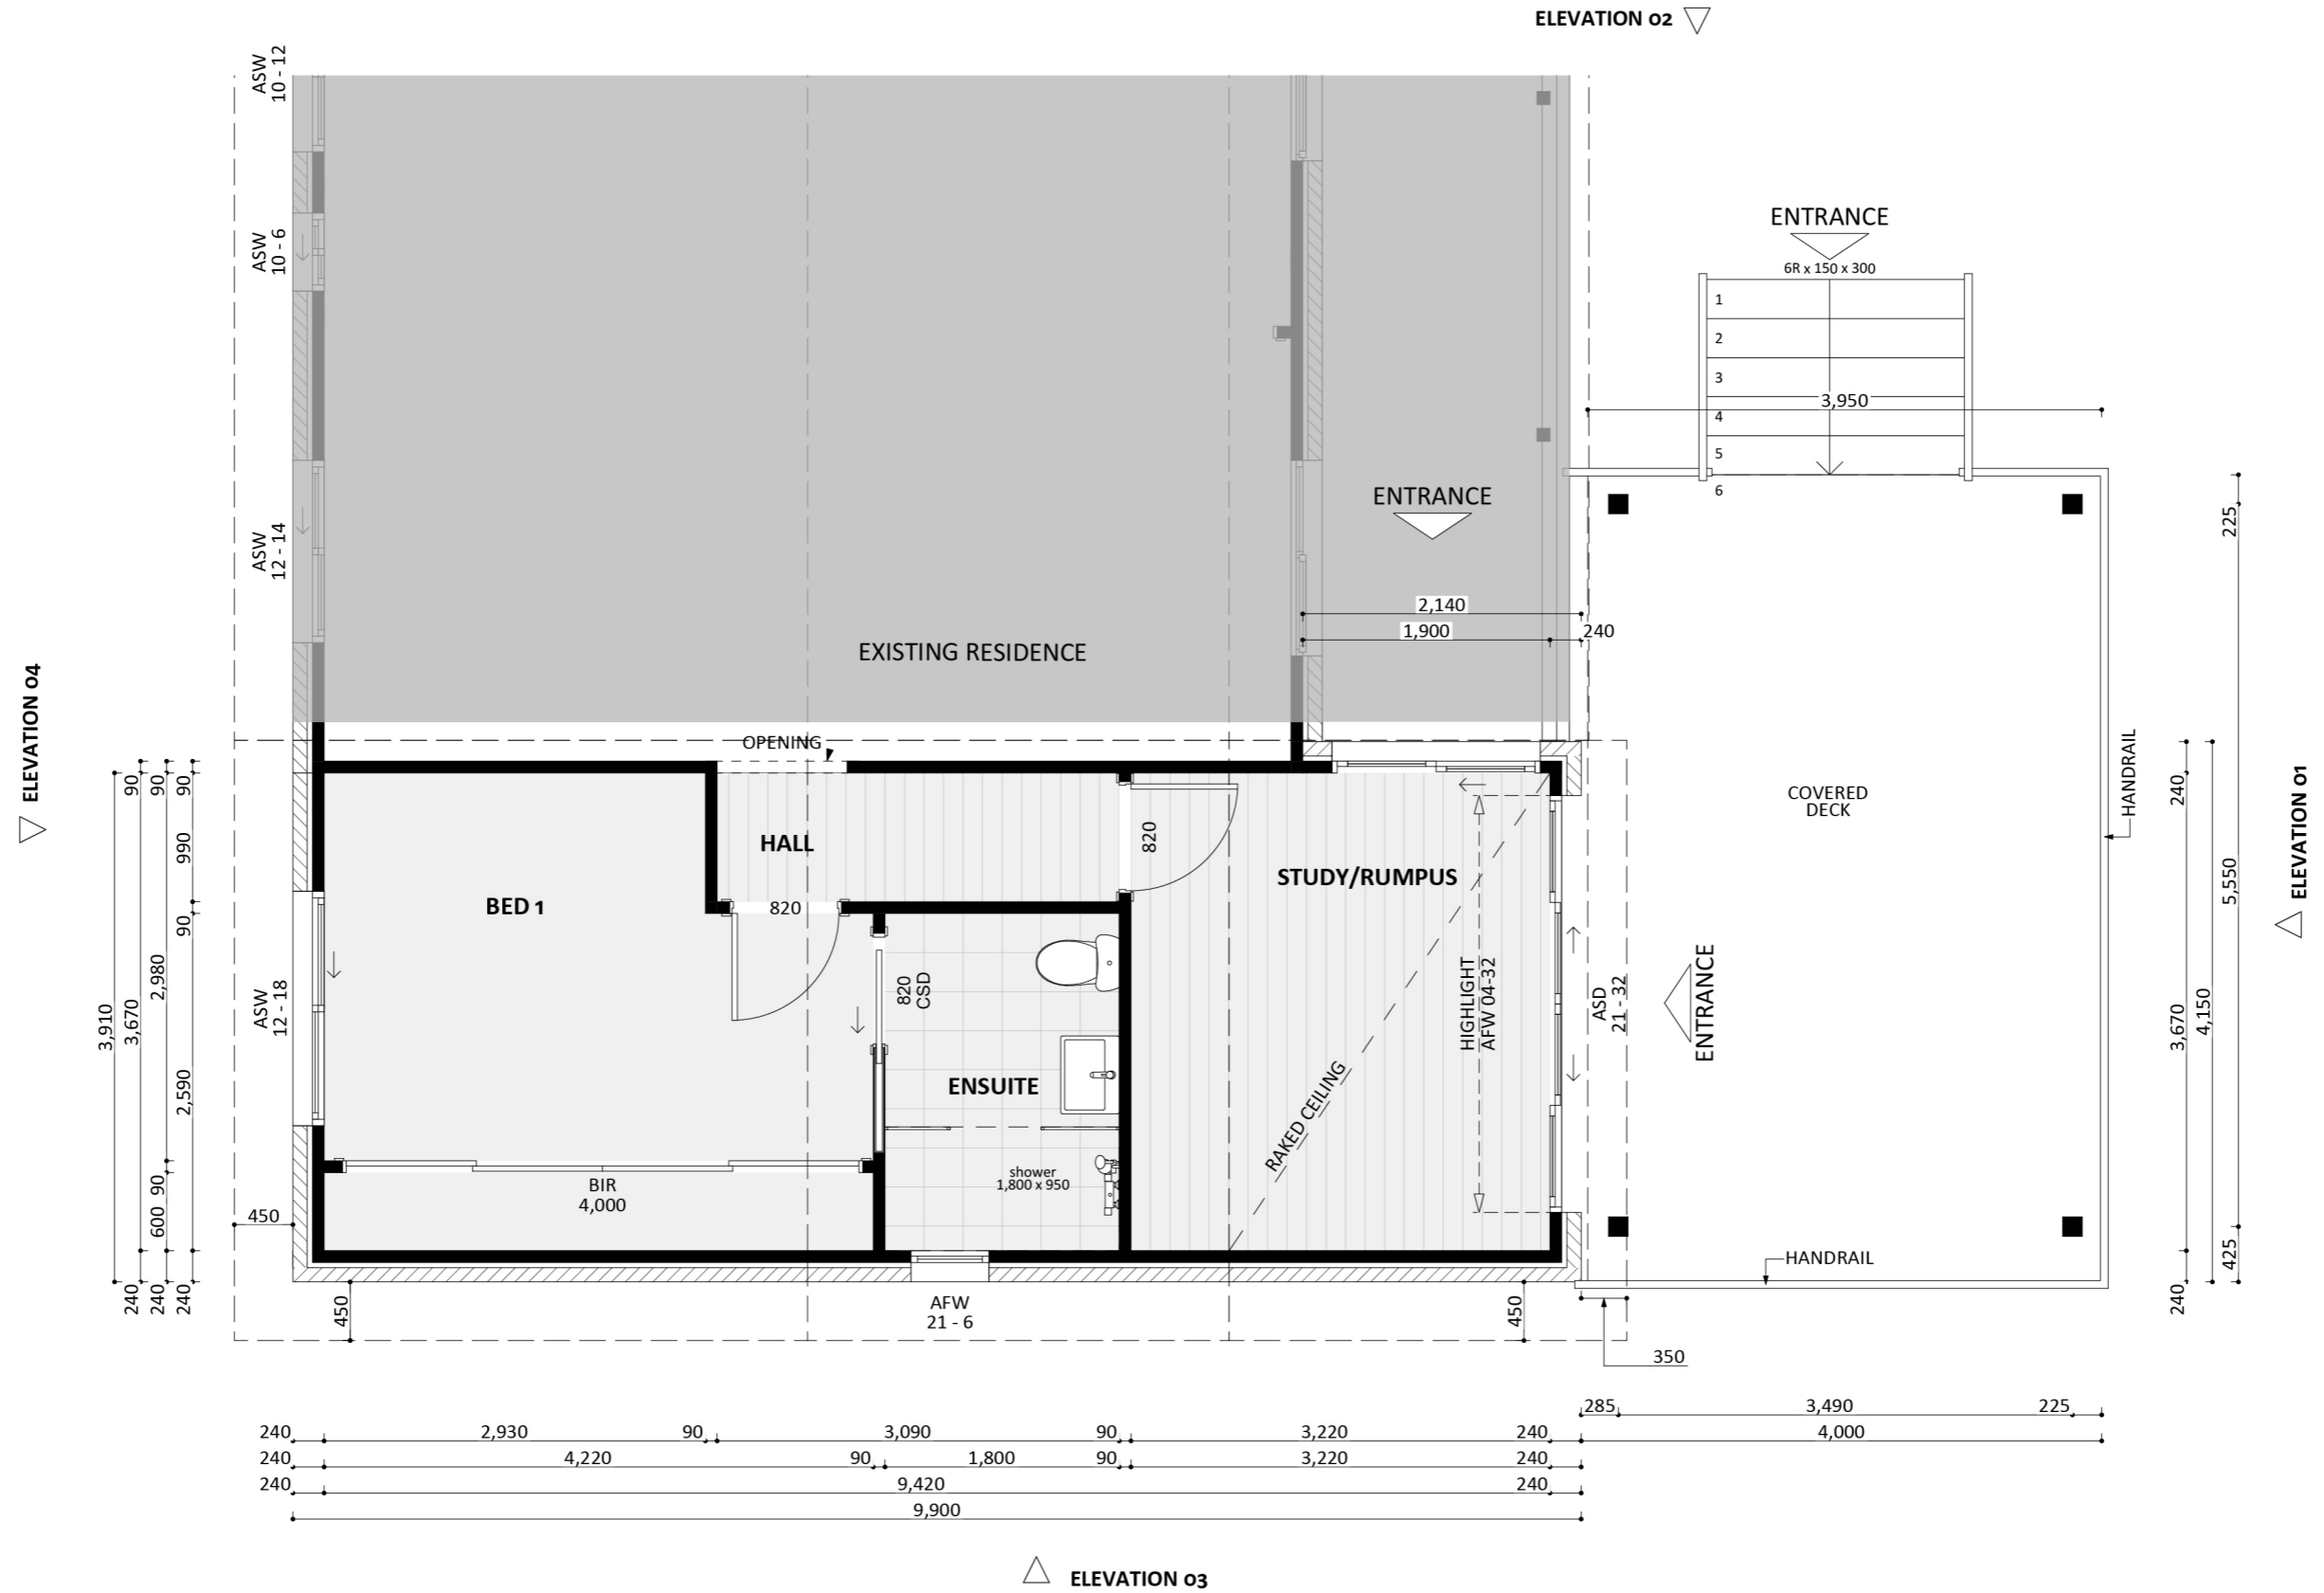 ELEVATION 02
ASW
10 - 12
ENTRANCE
6R x 150 x 300
ASW
10 - 6
1
2
3
3,950
4
5
6
ENTRANCE
225
ASW
12 - 14
2,140
1,900
240
EXISTING RESIDENCE
ELEVATION 04
OPENING
HANDRAIL
ELEVATION 01
90
90
90
240
COVERED
DECK
HALL
820
990
STUDY/RUMPUS
5,550
BED 1
820
90
2,980
3,910
3,670
ASW
12 - 18
820
CSD
HIGHLIGHT
AFW 04-32
ASD
21 - 32
ENTRANCE
3,670
4,150
2,590
ENSUITE
RAKED CEILING
shower
1,800 x 950
BIR
4,000
90
600
450
HANDRAIL
425
240
240
240
240
450
AFW
21 - 6
450
350
285
3,490
225
240
2,930
90
3,090
90
3,220
240
4,000
240
4,220
90
1,800
90
3,220
240
240
9,420
240
9,900
ELEVATION 03